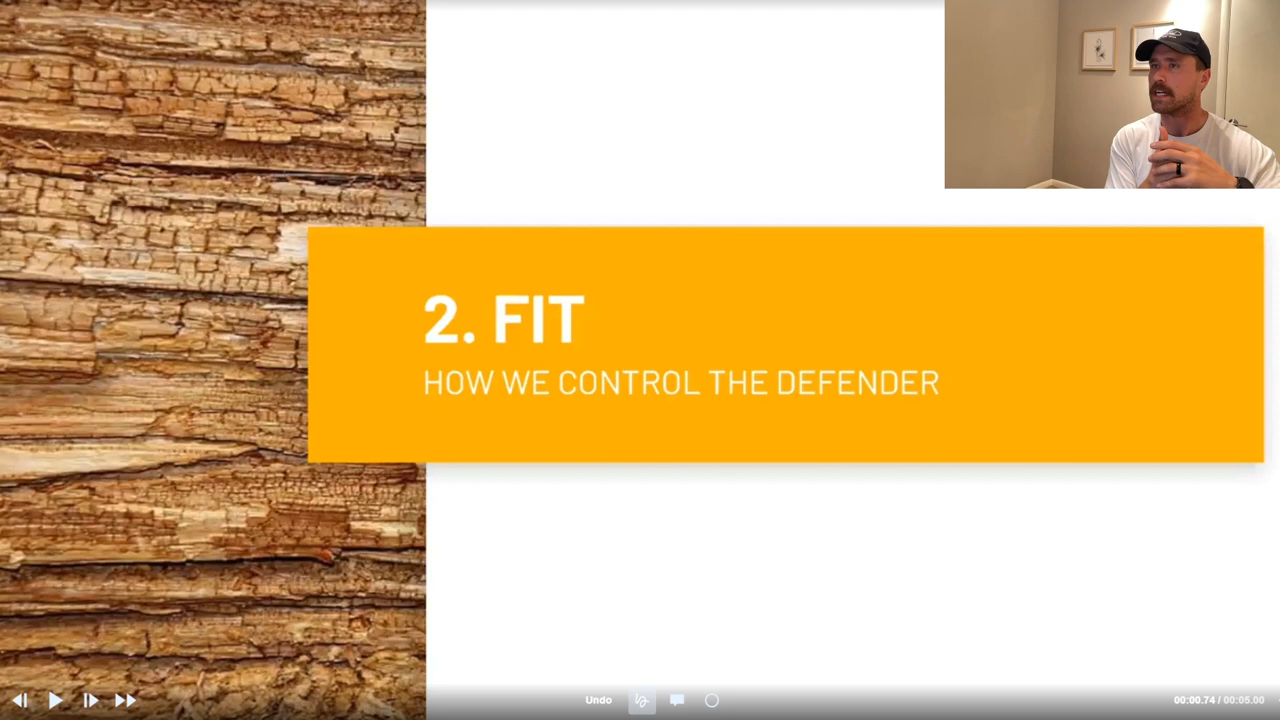 2. FIT
HOW WE CONTROL THE DEFENDER
Undo
00:00.74 / 00:05.00